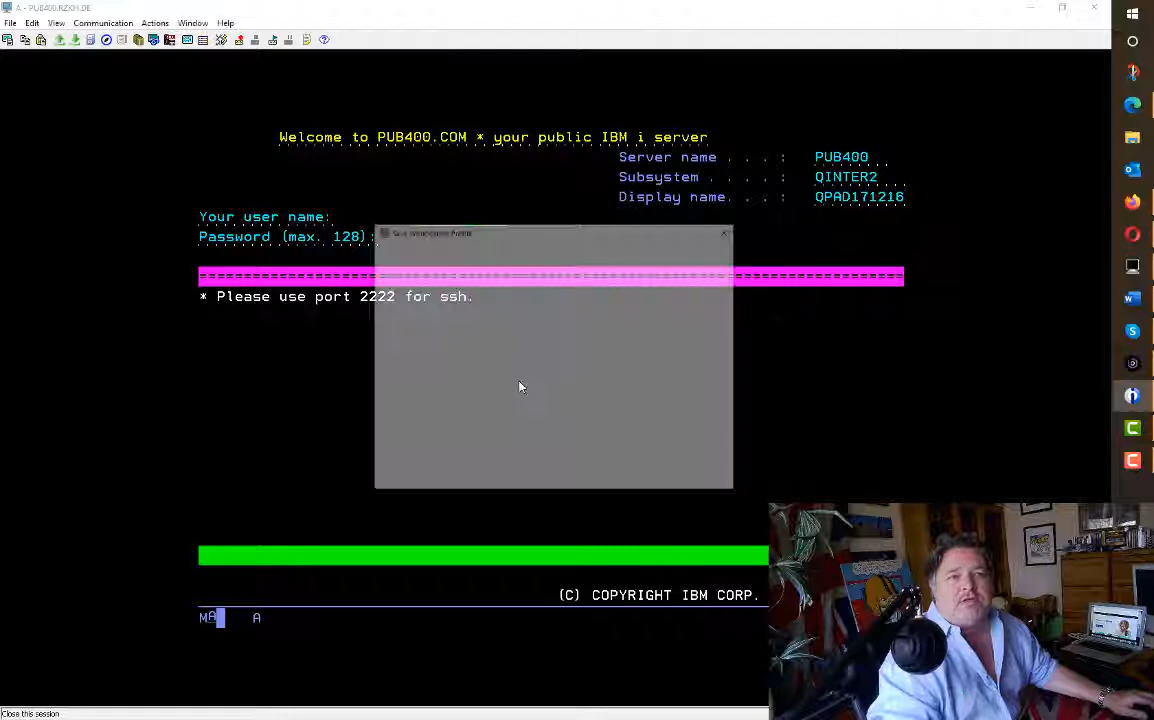 A - PUB400.RZKH.DE
File Edit View Communication Actions Window Help
Welcome to PUB400.COM * your public IBM i server
Server name . . . . : PUB400
Subsystem . . . . . : QINTER2
Display name. . . . : QPAD171216
Your user name:
Password (max. 128):
* Please use port 2222 for ssh.
(C) COPYRIGHT IBM CORP.
MA A
Close this session